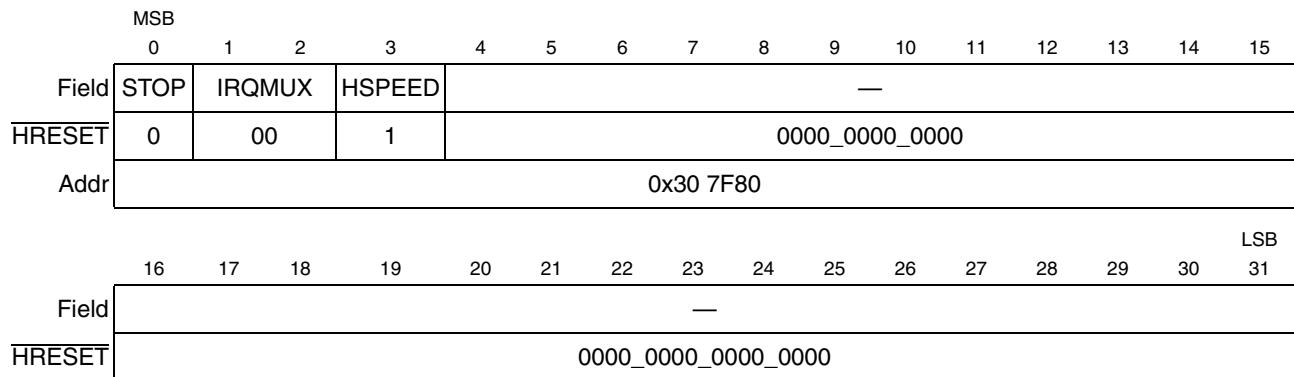 MSB
0 1 2 3 4 5 6 7 8 9 10 11 12 13 14 15
Field STOP IRQMUX HSPEED —
HRESET 0 00 1 0000_0000_0000
Addr 0x30 7F80
LSB
16 17 18 19 20 21 22 23 24 25 26 27 28 29 30 31
Field —
HRESET 0000_0000_0000_0000